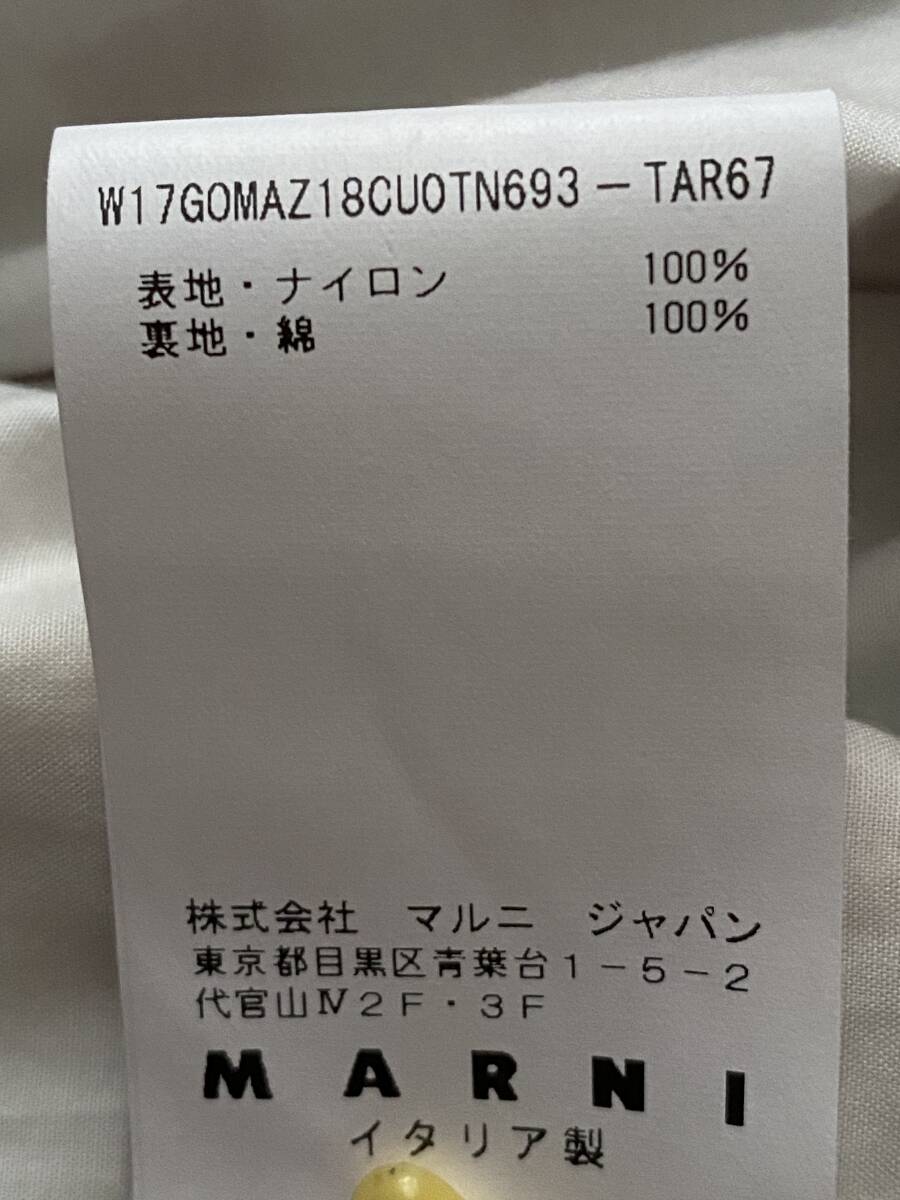 W17GOMAZ18CUOTN693-TAR67
表地・ナイロン 100%
裏地・綿 100%
株式会社 マルニ ジャパン
東京都目黒区青葉台1-5-2
代官山Ⅳ2F・3F
MARNI
イタリア製